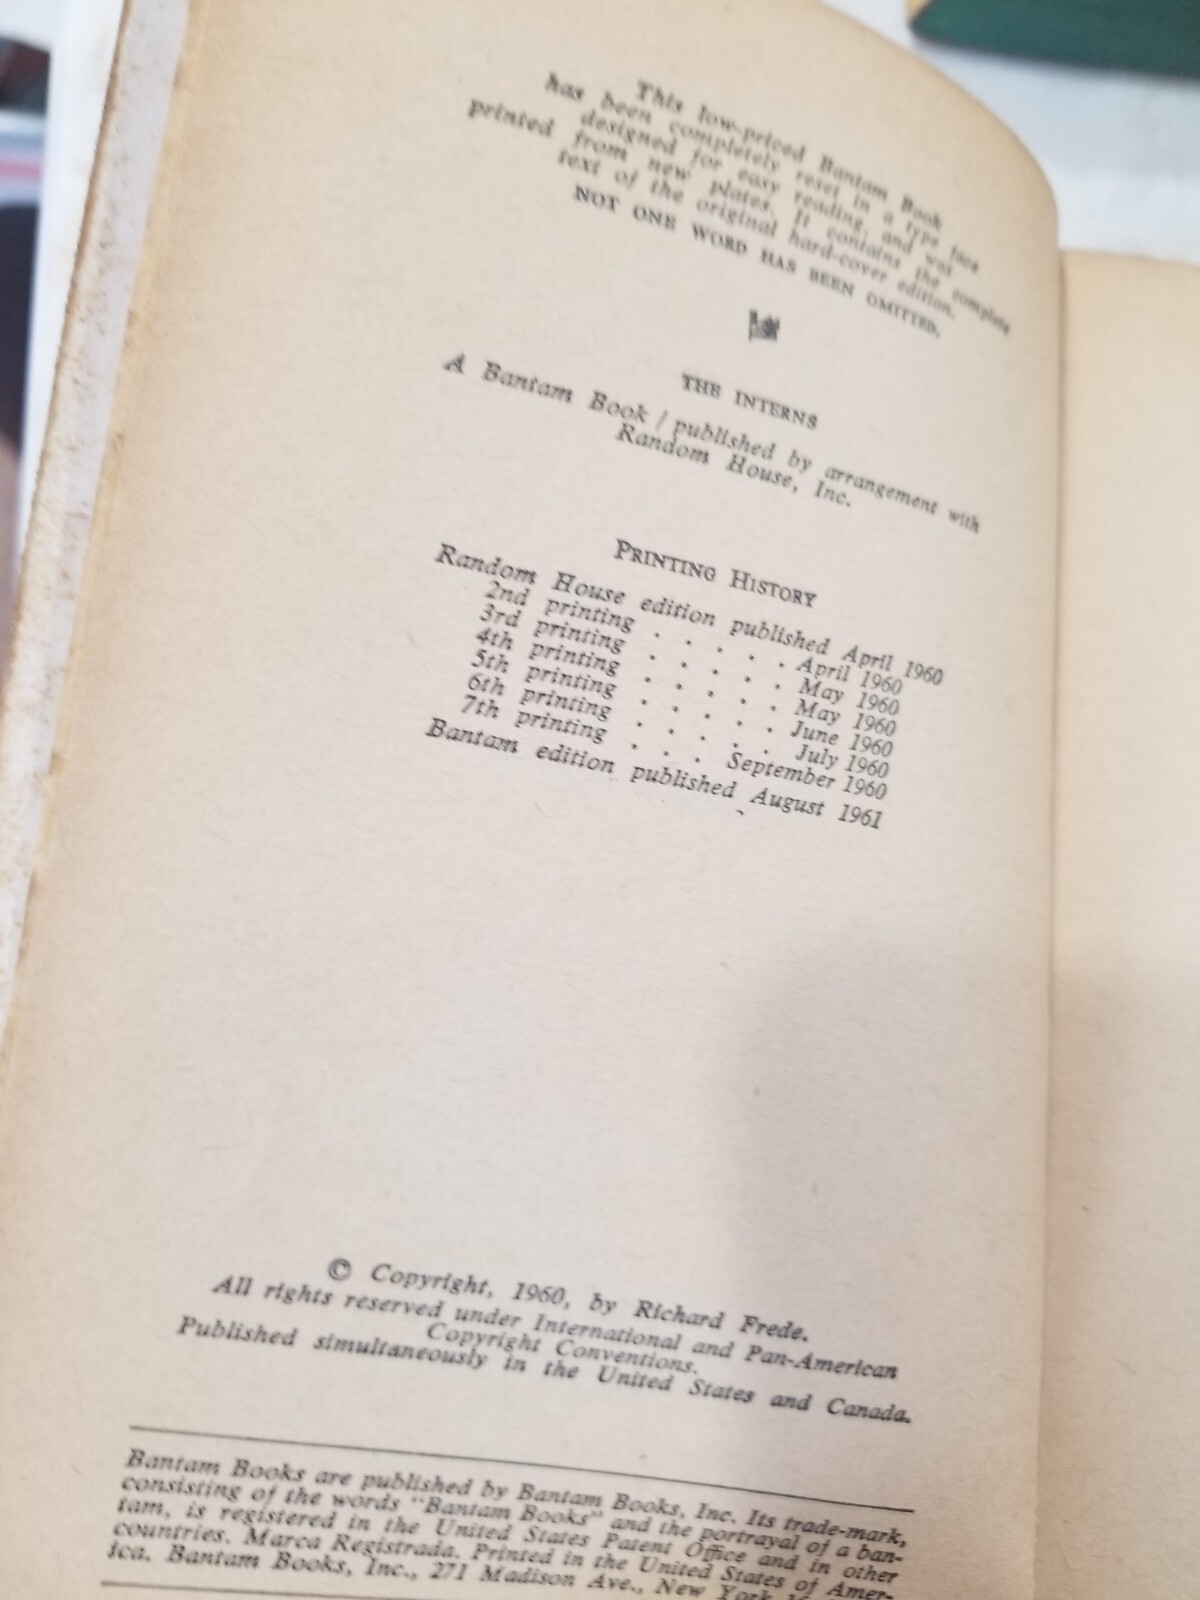 This low-priced Bantam Book
has been completely reset in a type face
designed for easy reading, and was
printed from new plates. It contains the complete
text of the original hard-cover edition.
NOT ONE WORD HAS BEEN OMITTED.
THE INTERNS
A Bantam Book / published by arrangement with
Random House, Inc.
PRINTING HISTORY
Random House edition published April 1960
2nd printing . . . . . April 1960
3rd printing . . . . . May 1960
4th printing . . . . . May 1960
5th printing . . . . . June 1960
6th printing . . . . . July 1960
7th printing . . . September 1960
Bantam edition published August 1961
© Copyright, 1960, by Richard Frede.
All rights reserved under International and Pan-American
Copyright Conventions.
Published simultaneously in the United States and Canada.
Bantam Books are published by Bantam Books, Inc. Its trade-mark,
consisting of the words "Bantam Books" and the portrayal of a ban-
tam, is registered in the United States Patent Office and in other
countries. Marca Registrada. Printed in the United States of Amer-
ica. Bantam Books, Inc., 271 Madison Ave., New York